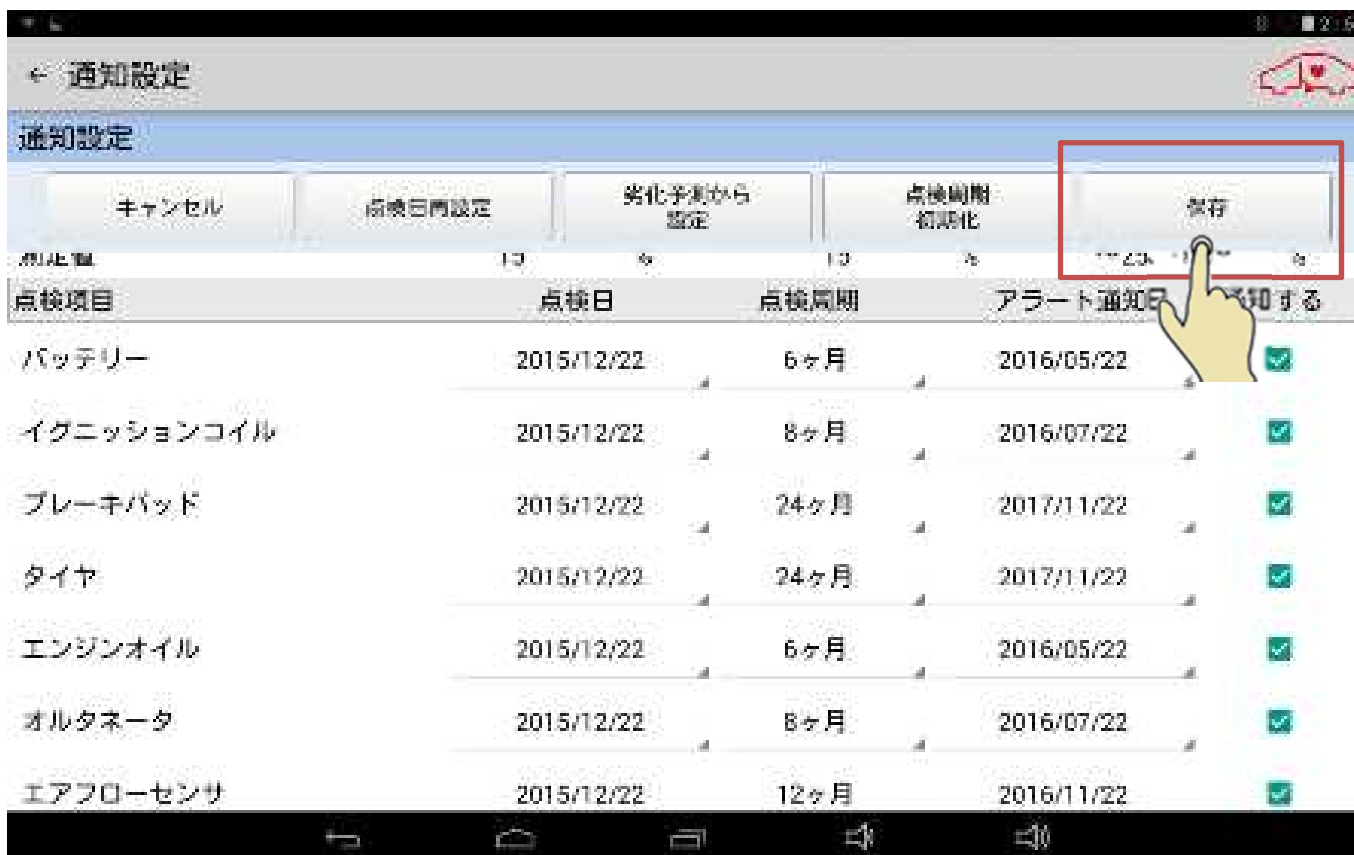 ← 通知設定
通知設定
キャンセル 点検日再設定 劣化予測から 点検周期 保存
設定 初期化
測定値
点検項目 点検日 点検周期 アラート通知日 通知する
バッテリー 2015/12/22 6ヶ月 2016/05/22
イグニッションコイル 2015/12/22 8ヶ月 2016/07/22
ブレーキパッド 2015/12/22 24ヶ月 2017/11/22
タイヤ 2015/12/22 24ヶ月 2017/11/22
エンジンオイル 2015/12/22 6ヶ月 2016/05/22
オルタネータ 2015/12/22 8ヶ月 2016/07/22
エアフローセンサ 2015/12/22 12ヶ月 2016/11/22